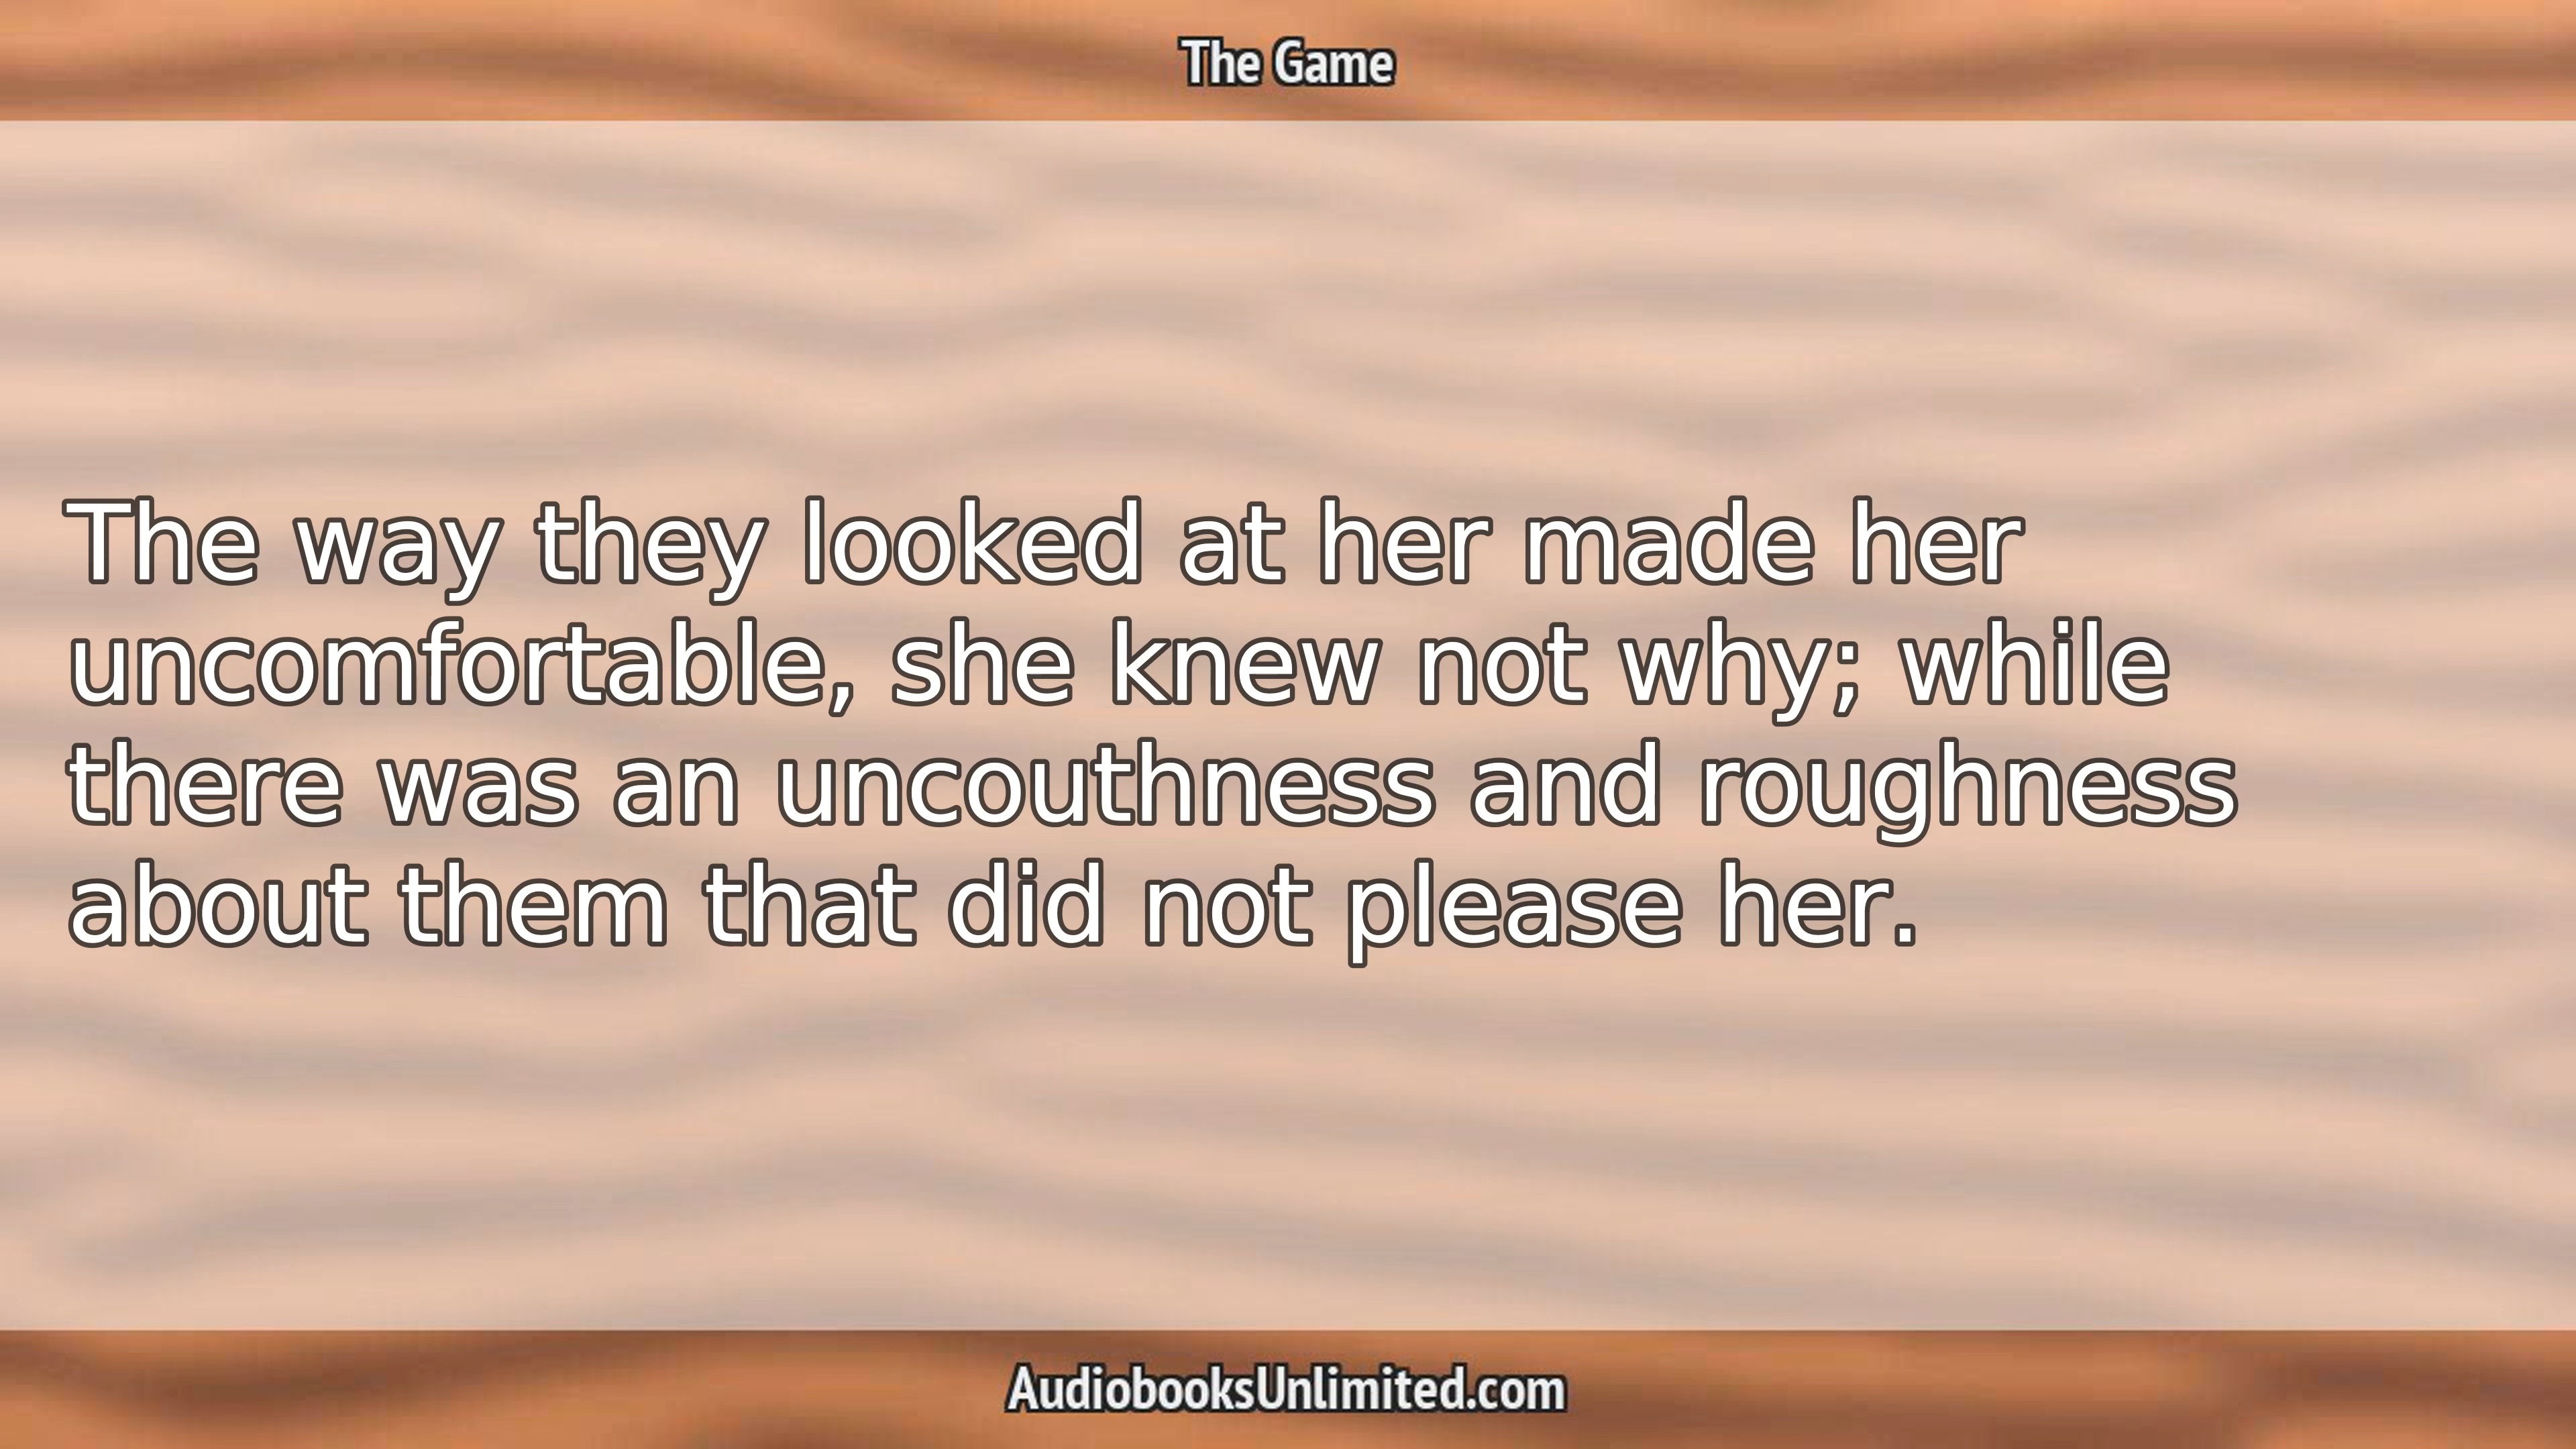 The Game
The way they looked at her made her
uncomfortable, she knew not why; while
there was an uncouthness and roughness
about them that did not please her.
AudiobooksUnlimited.com